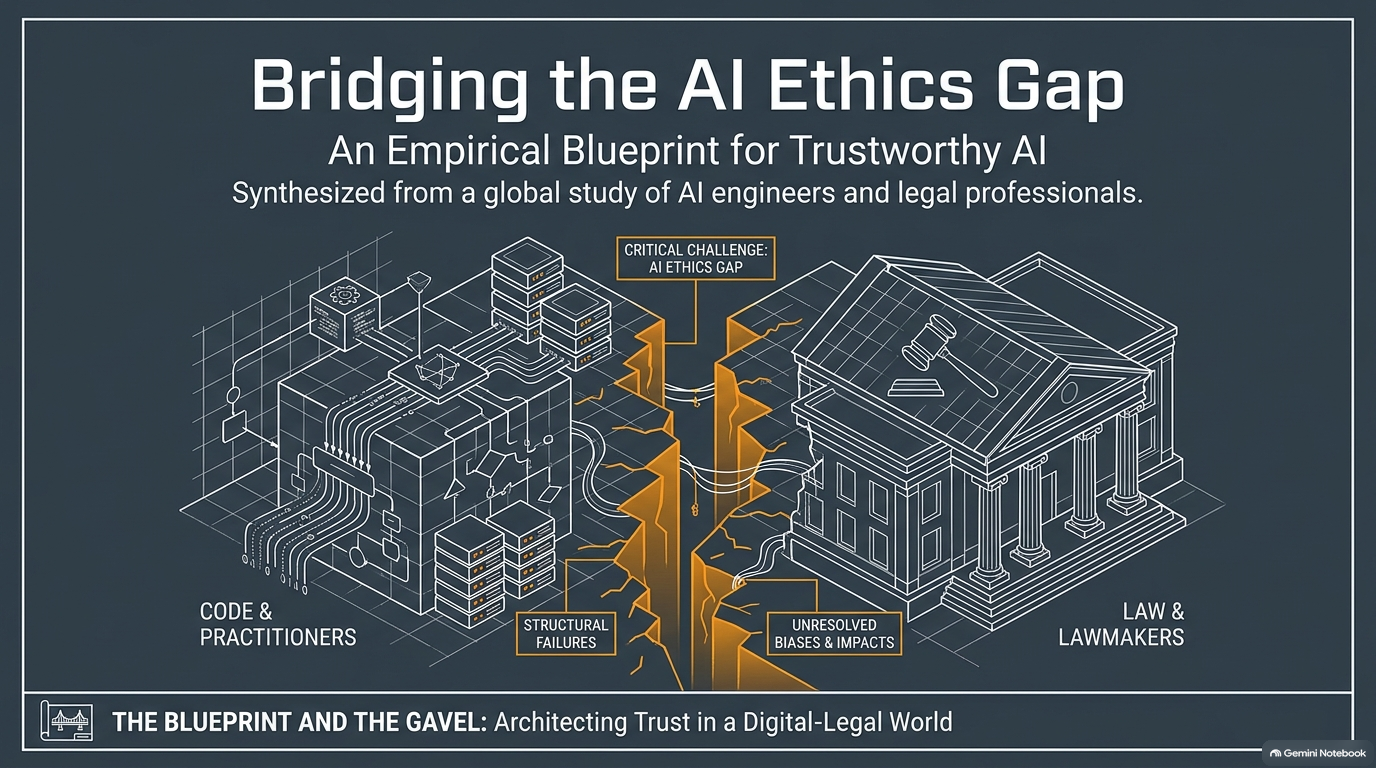 Bridging the AI Ethics Gap
An Empirical Blueprint for Trustworthy AI
Synthesized from a global study of AI engineers and legal professionals.
CRITICAL CHALLENGE:
AI ETHICS GAP
CODE &
PRACTITIONERS
STRUCTURAL
FAILURES
UNRESOLVED
BIASES & IMPACTS
LAW &
LAWMAKERS
THE BLUEPRINT AND THE GAVEL: Architecting Trust in a Digital-Legal World
Gemini Notebook